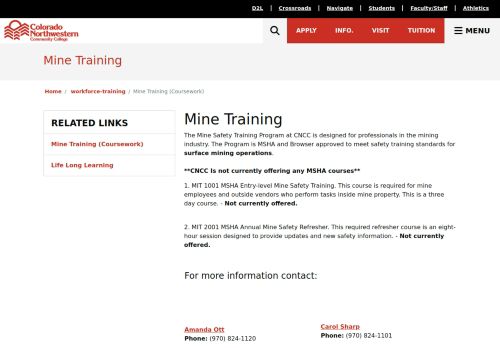 D2L | Crossroads | Navigate | Students | Faculty/Staff | Athletics
Colorado
Northwestern
Community College
APPLY INFO. VISIT TUITION MENU
Mine Training
Home / workforce-training / Mine Training (Coursework)
RELATED LINKS
Mine Training (Coursework)
Life Long Learning
Mine Training
The Mine Safety Training Program at CNCC is designed for professionals in the mining
industry. The Program is MSHA and Browser approved to meet safety training standards for
surface mining operations.
**CNCC Is not currently offering any MSHA courses**
1. MIT 1001 MSHA Entry-level Mine Safety Training. This course is required for mine
employees and outside vendors who perform tasks inside mine property. This is a three
day course. - Not currently offered.
2. MIT 2001 MSHA Annual Mine Safety Refresher. This required refresher course is an eight-
hour session designed to provide updates and new safety information. - Not currently
offered.
For more information contact:
Amanda Ott
Phone: (970) 824-1120
Carol Sharp
Phone: (970) 824-1101